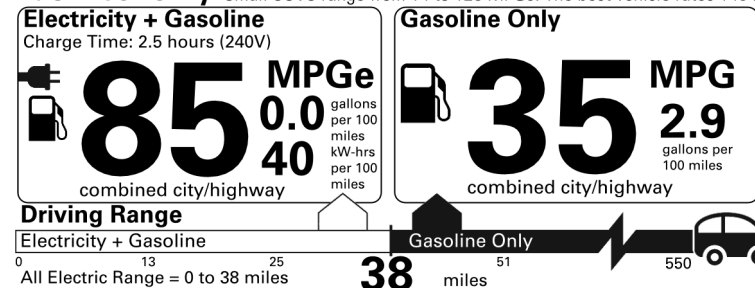 Electricity + Gasoline
Charge Time: 2.5 hours (240V)
85
MPGe
0.0 gallons per 100 miles
40 kW-hrs per 100 miles
combined city/highway
Gasoline Only
35
MPG
2.9
gallons per
100 miles
combined city/highway
Driving Range
Electricity + Gasoline
Gasoline Only
0 13 25 38 51 550
All Electric Range = 0 to 38 miles
miles